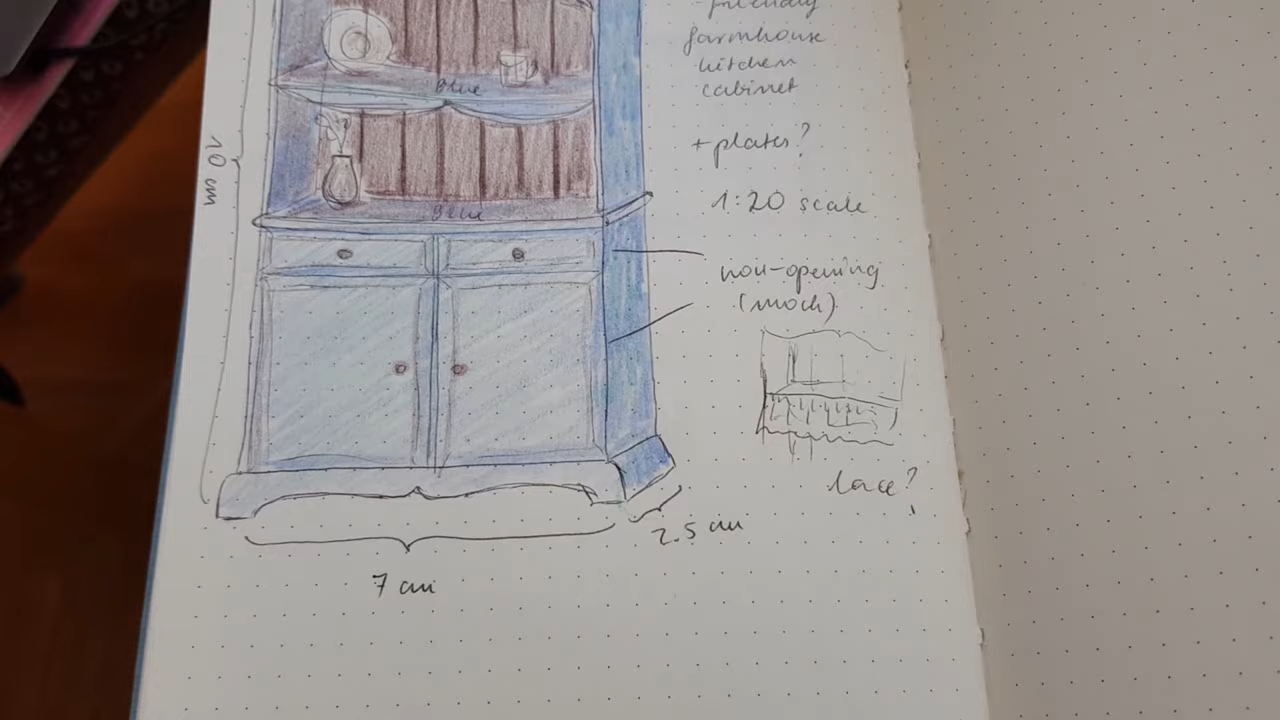 friendly
farmhouse
kitchen
cabinet
+ plates?
1:20 scale
non-opening
(mock)
lace?
10 cm
Blue
Blue
2.5 cm
7 cm